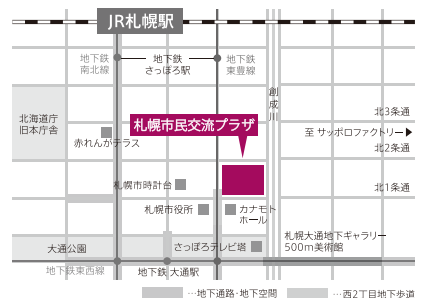 JR札幌駅
地下鉄
南北線
地下鉄
さっぽろ駅
地下鉄
東豊線
創成川
北海道庁
旧本庁舎
赤れんがテラス
札幌市民交流プラザ
北3条通
至 サッポロファクトリー
北2条通
札幌市時計台
北1条通
札幌市役所
カナモト
ホール
大通公園
さっぽろテレビ塔
札幌大通地下ギャラリー
500m美術館
地下鉄東西線
地下鉄 大通駅
…地下通路・地下空間
…西2丁目地下歩道